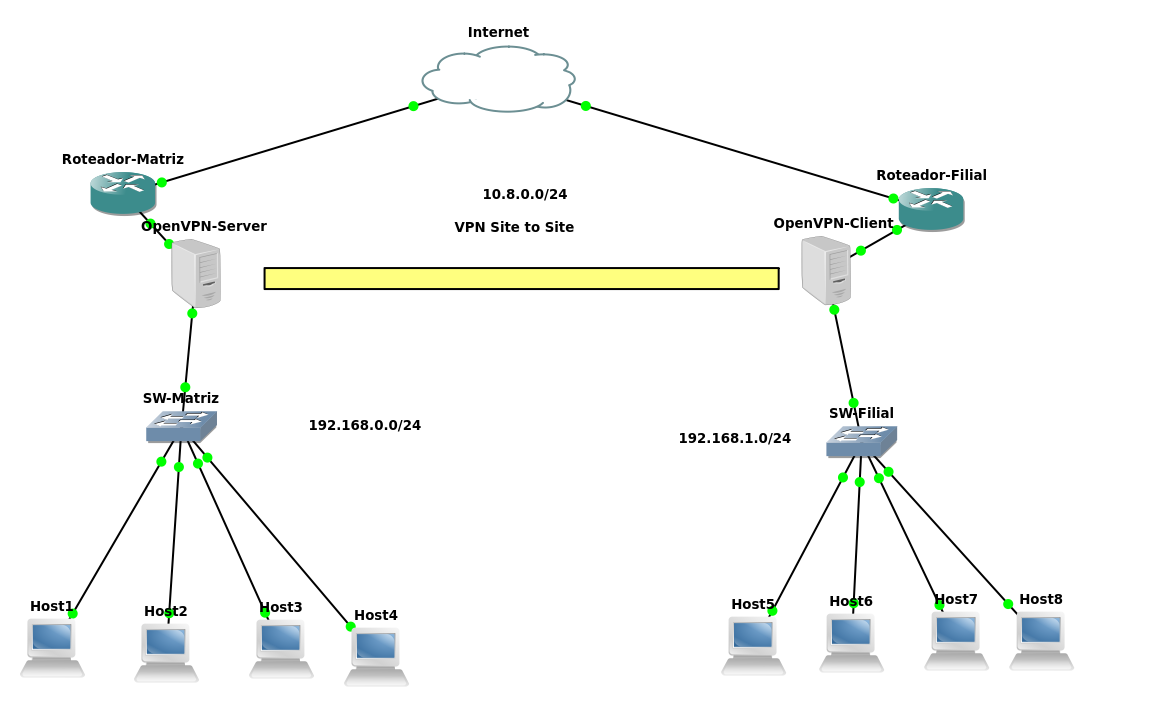 Internet
Roteador-Matriz
Roteador-Filial
10.8.0.0/24
OpenVPN-Server
VPN Site to Site
OpenVPN-Client
SW-Matriz
SW-Filial
192.168.0.0/24
192.168.1.0/24
Host1
Host2
Host3
Host4
Host5
Host6
Host7
Host8